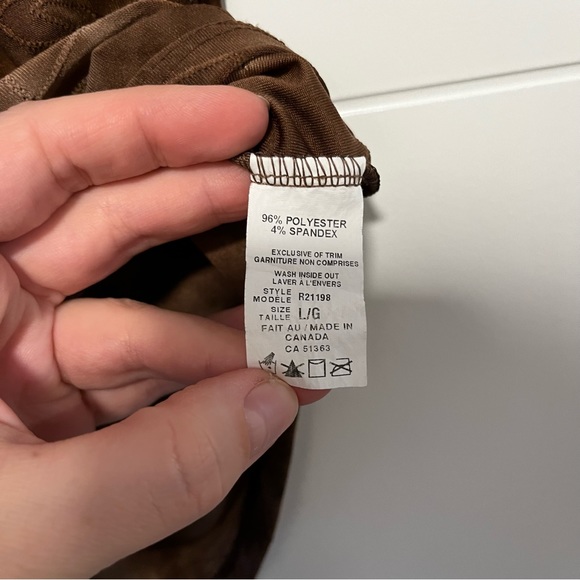 96% POLYESTER
4% SPANDEX
EXCLUSIVE OF TRIM
GARNITURE NON COMPRISES
WASH INSIDE OUT
LAVER A L'ENVERS
STYLE
MODÈLE R21198
SIZE
TAILLE L/G
FAIT AU / MADE IN
CANADA
CA 51363